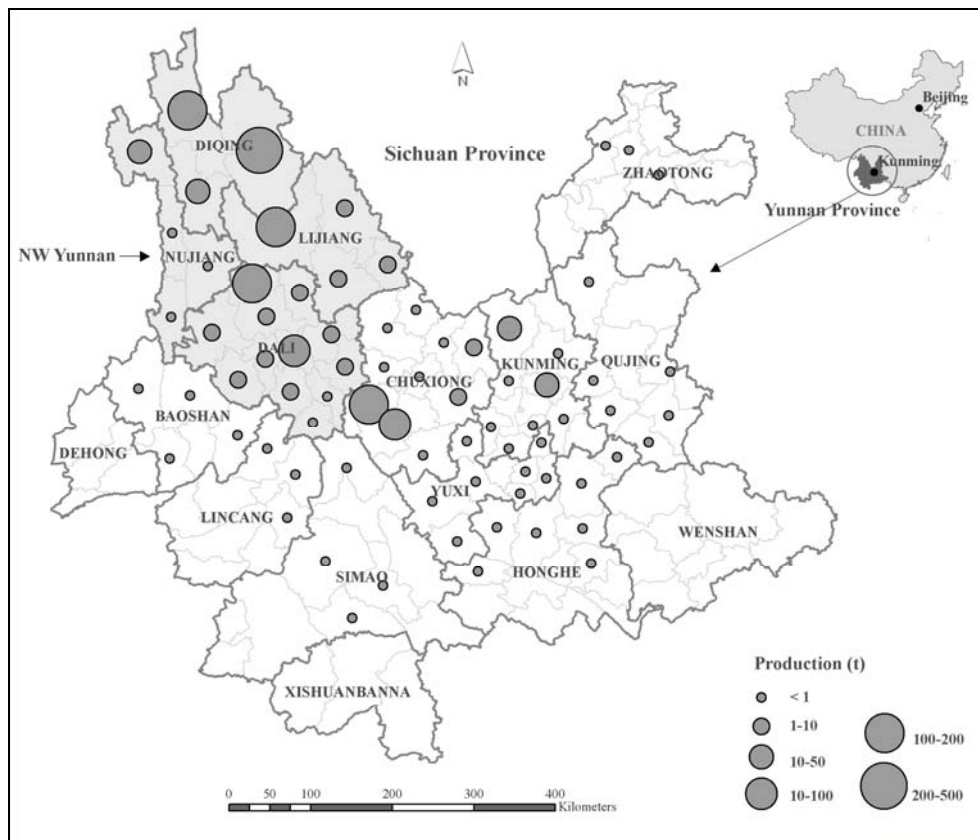 N
Beijing
CHINA
Kunming
Yunnan Province
Sichuan Province
DIQING
ZHAOTONG
LIJIANG
NW Yunnan
NUJIANG
DALI
KUNMING
QUJING
CHUXIONG
BAOSHAN
DEHONG
YUXI
LINCANG
WENSHAN
SIMAO
HONGHE
XISHUANBANNA
Production (t)
< 1
1-10
10-50
10-100
100-200
200-500
0 50 100 200 300 400
Kilometers